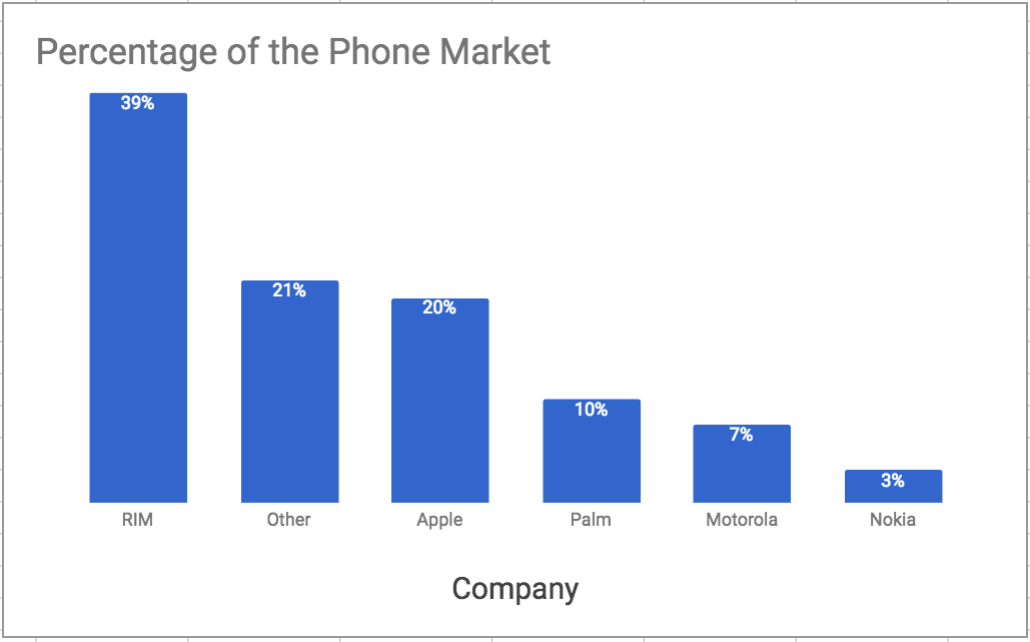 Percentage of the Phone Market
39%
21%
20%
10%
7%
3%
RIM Other Apple Palm Motorola Nokia
Company